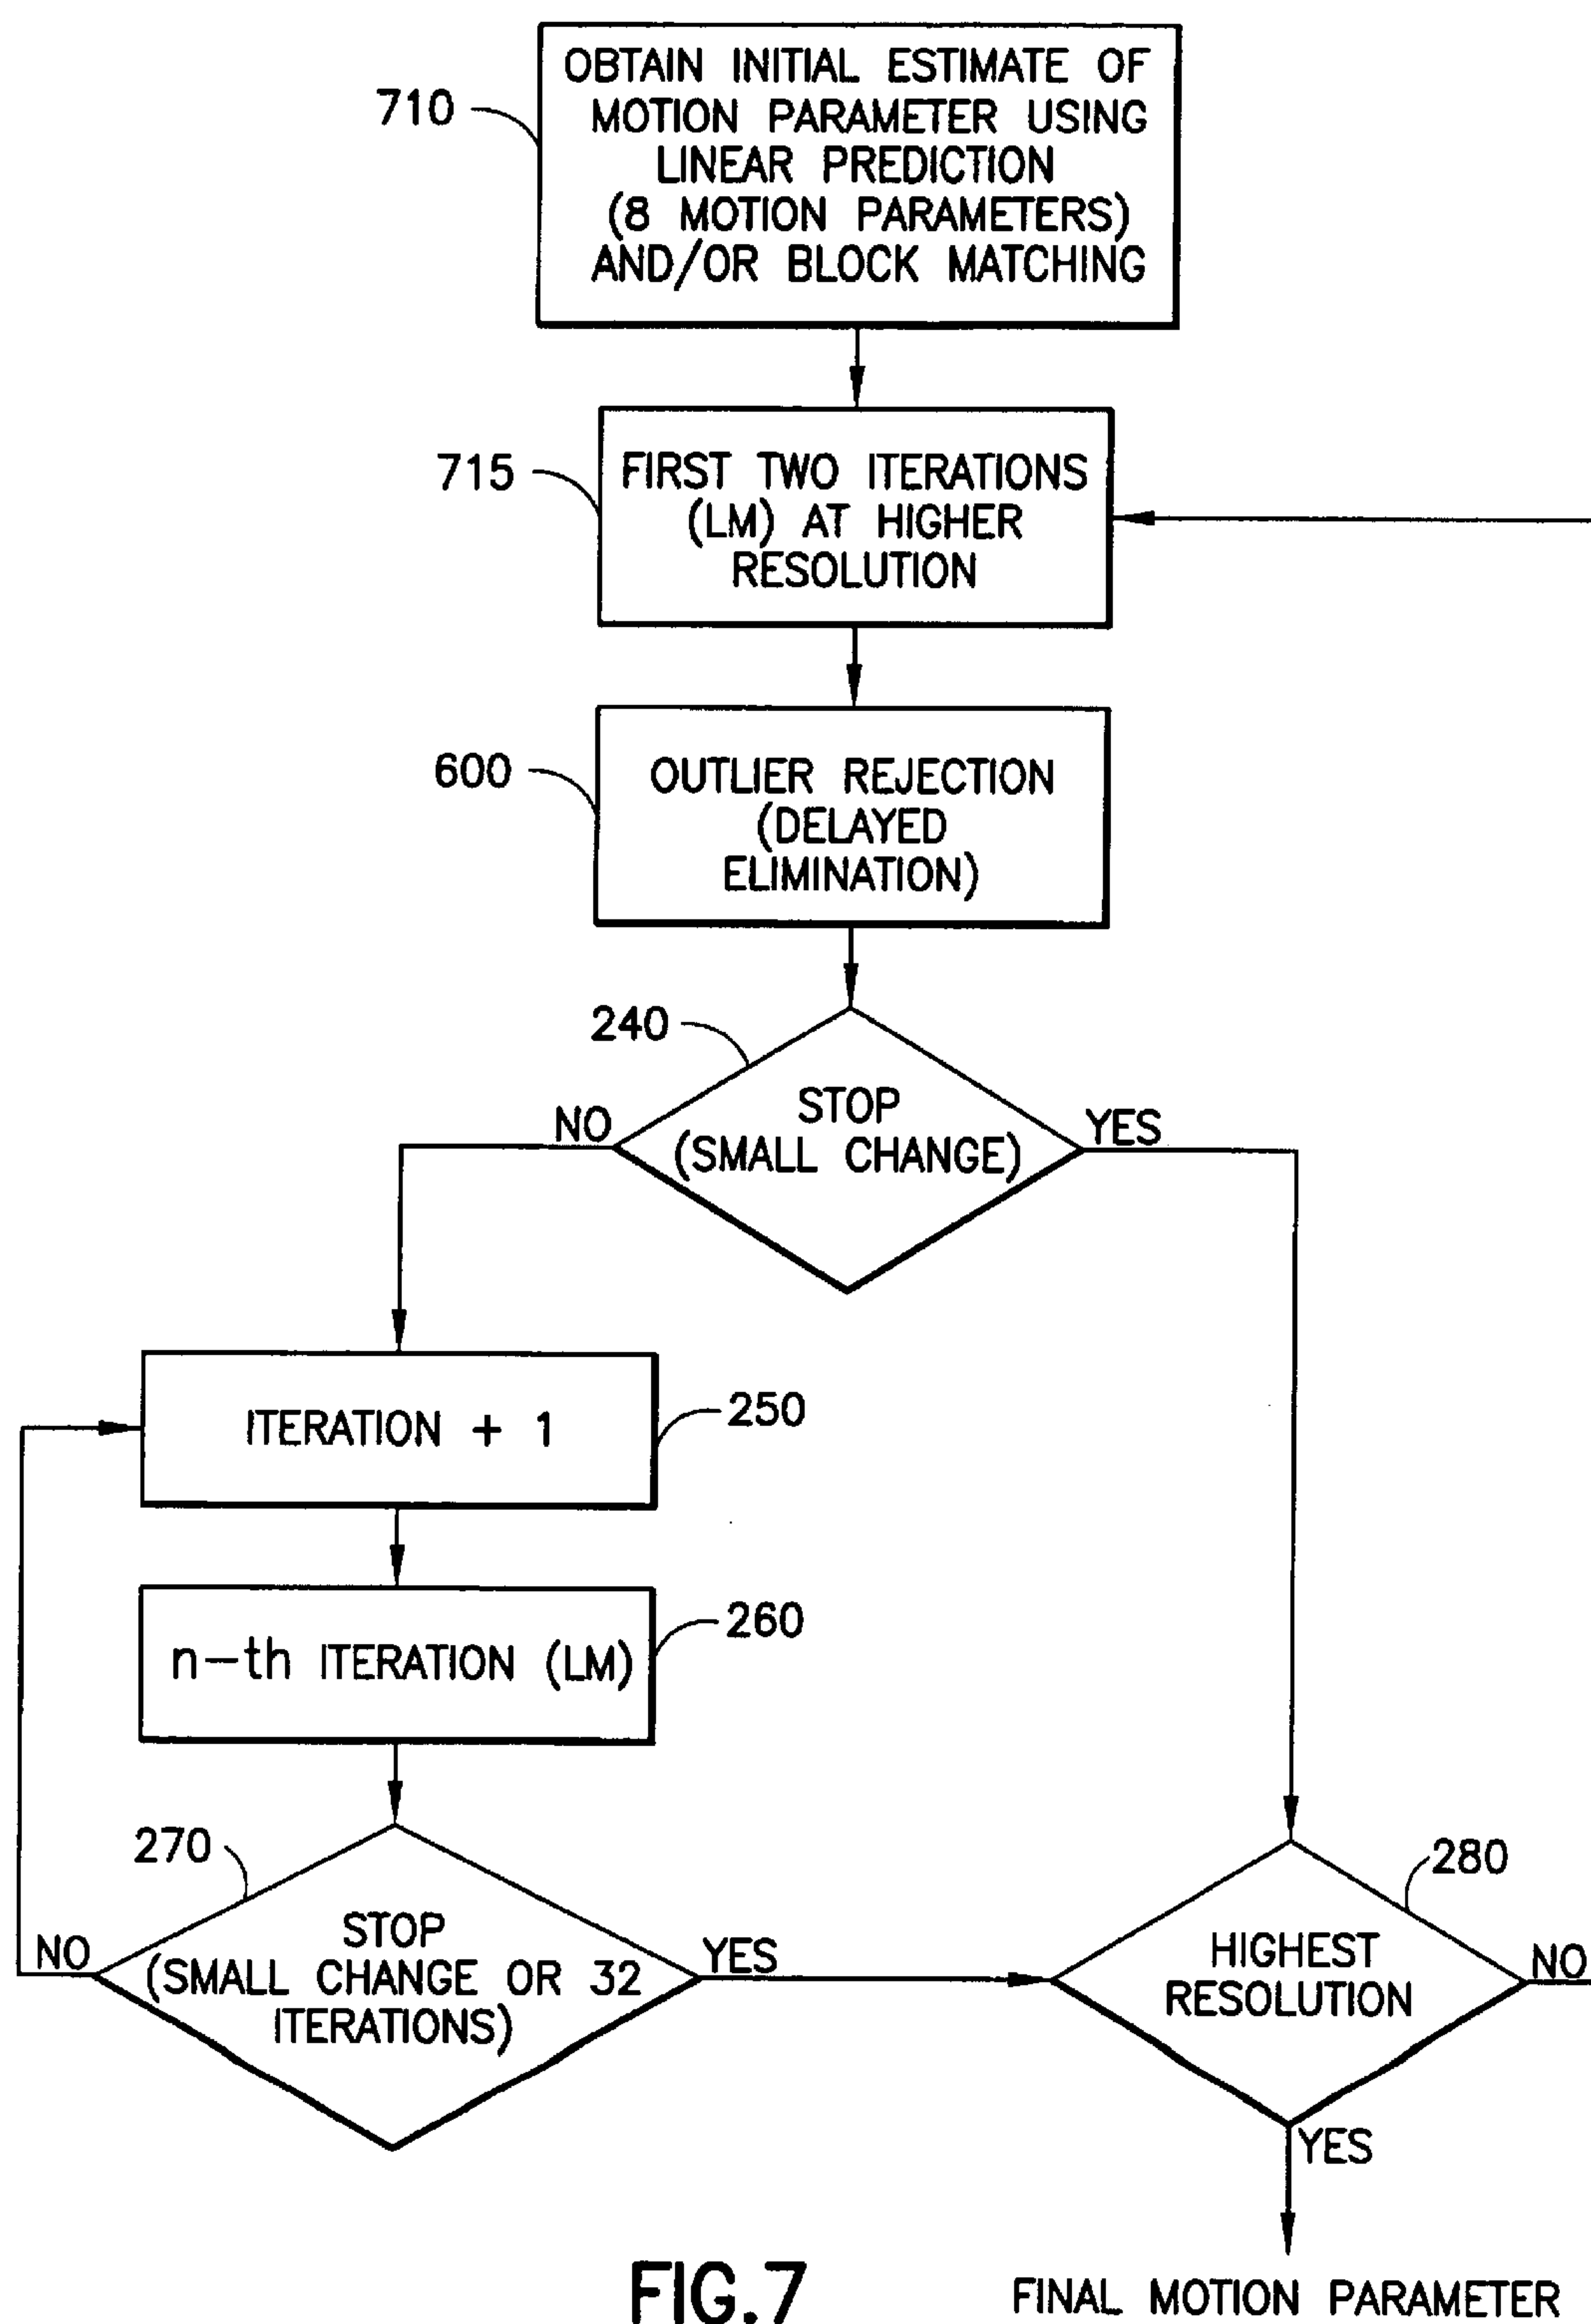 OBTAIN INITIAL ESTIMATE OF
MOTION PARAMETER USING
LINEAR PREDICTION
(8 MOTION PARAMETERS)
AND/OR BLOCK MATCHING
710
715
FIRST TWO ITERATIONS
(LM) AT HIGHER
RESOLUTION
600
OUTLIER REJECTION
(DELAYED
ELIMINATION)
240
STOP
(SMALL CHANGE)
NO
YES
ITERATION + 1
250
n-th ITERATION (LM)
260
270
STOP
(SMALL CHANGE OR 32
ITERATIONS)
NO
YES
280
HIGHEST
RESOLUTION
NO
YES
FINAL MOTION PARAMETER
FIG.7